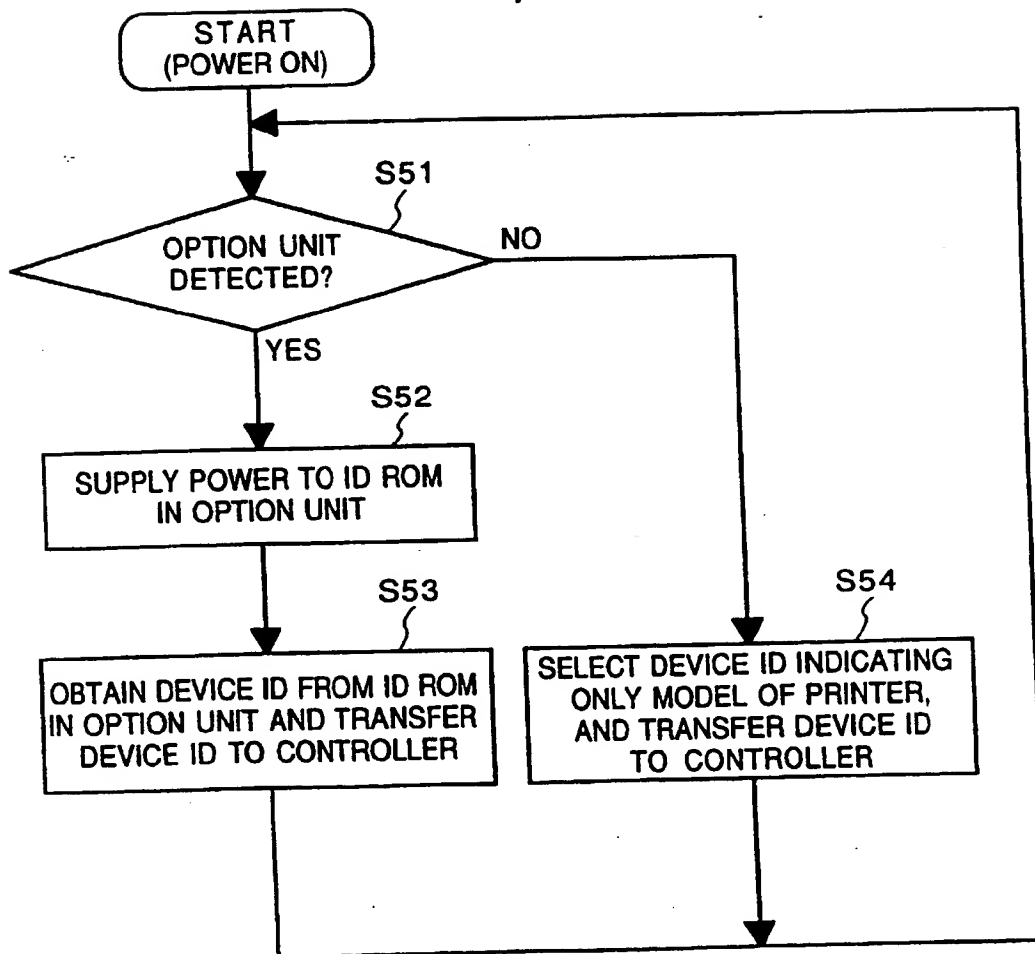 START
(POWER ON)
S51
OPTION UNIT
DETECTED?
NO
YES
S52
SUPPLY POWER TO ID ROM
IN OPTION UNIT
S53
OBTAIN DEVICE ID FROM ID ROM
IN OPTION UNIT AND TRANSFER
DEVICE ID TO CONTROLLER
S54
SELECT DEVICE ID INDICATING
ONLY MODEL OF PRINTER,
AND TRANSFER DEVICE ID
TO CONTROLLER